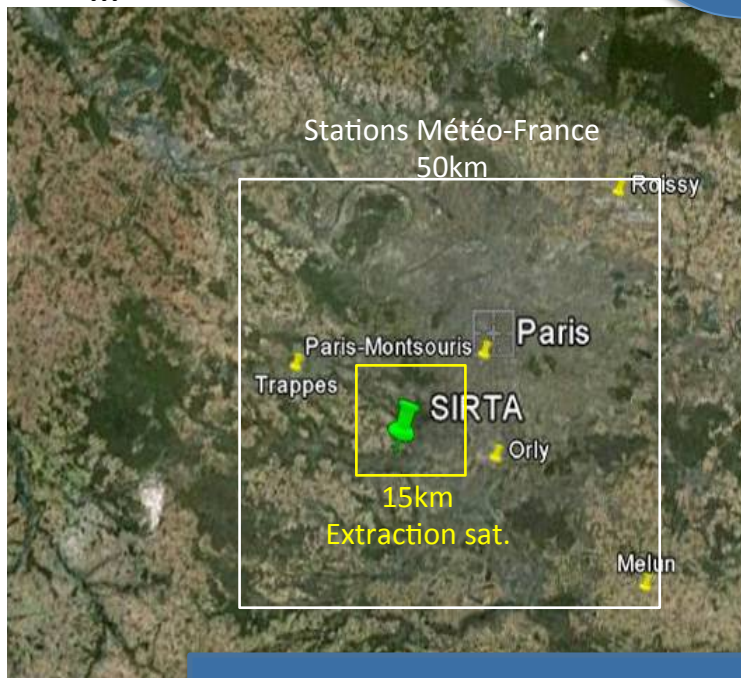 Stations Météo-France
50km
Roissy
Paris
Paris-Montsouris
Trappes
SIRTA
Orly
15km
Extraction sat.
Melun